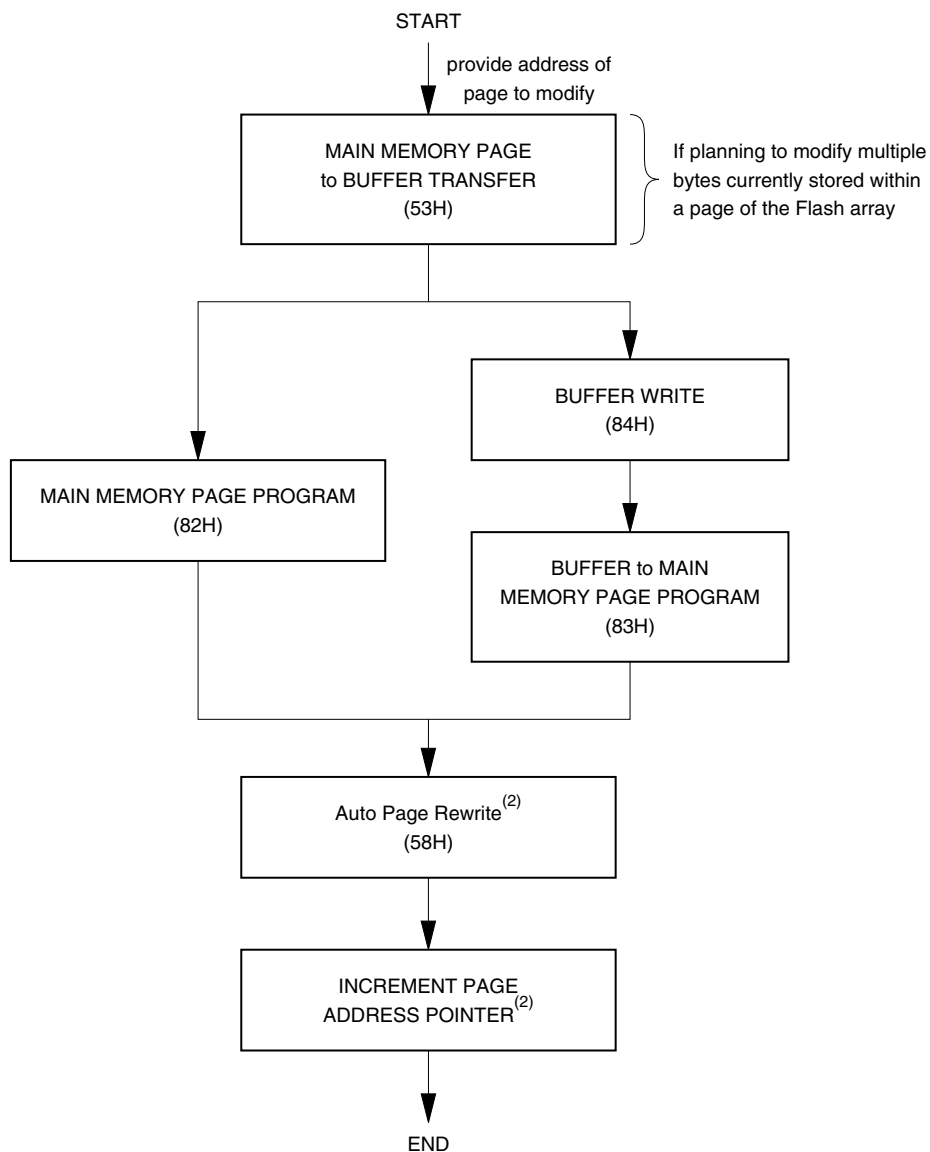 START
provide address of
page to modify
MAIN MEMORY PAGE
to BUFFER TRANSFER
(53H)
If planning to modify multiple
bytes currently stored within
a page of the Flash array
BUFFER WRITE
(84H)
MAIN MEMORY PAGE PROGRAM
(82H)
BUFFER to MAIN
MEMORY PAGE PROGRAM
(83H)
Auto Page Rewrite(2)
(58H)
INCREMENT PAGE
ADDRESS POINTER(2)
END